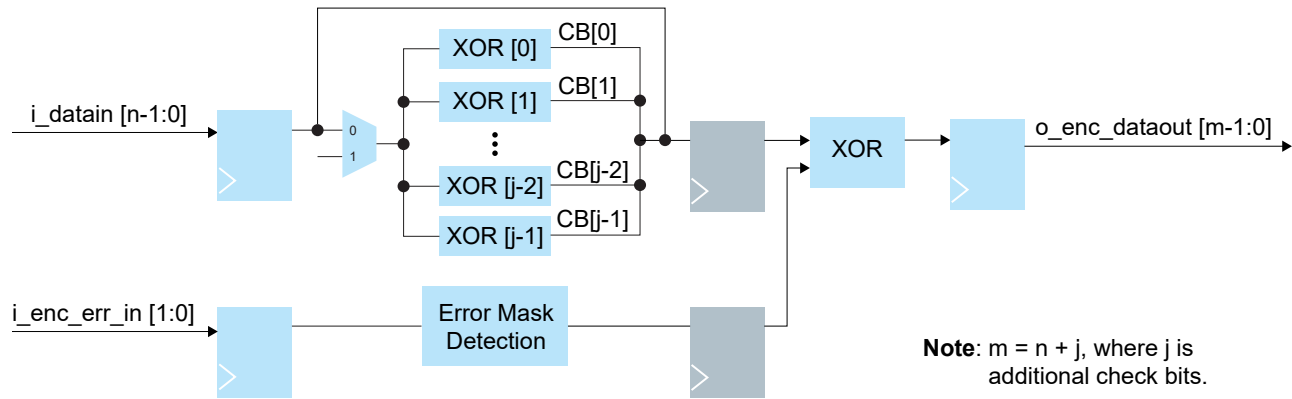 CB[0]
XOR [0]
CB[1]
XOR [1]
i_datain [n-1:0]
0
1
XOR
o_enc_dataout [m-1:0]
CB[j-2]
XOR [j-2]
CB[j-1]
XOR [j-1]
i_enc_err_in [1:0]
Error Mask
Detection
Note: m = n + j, where j is
additional check bits.